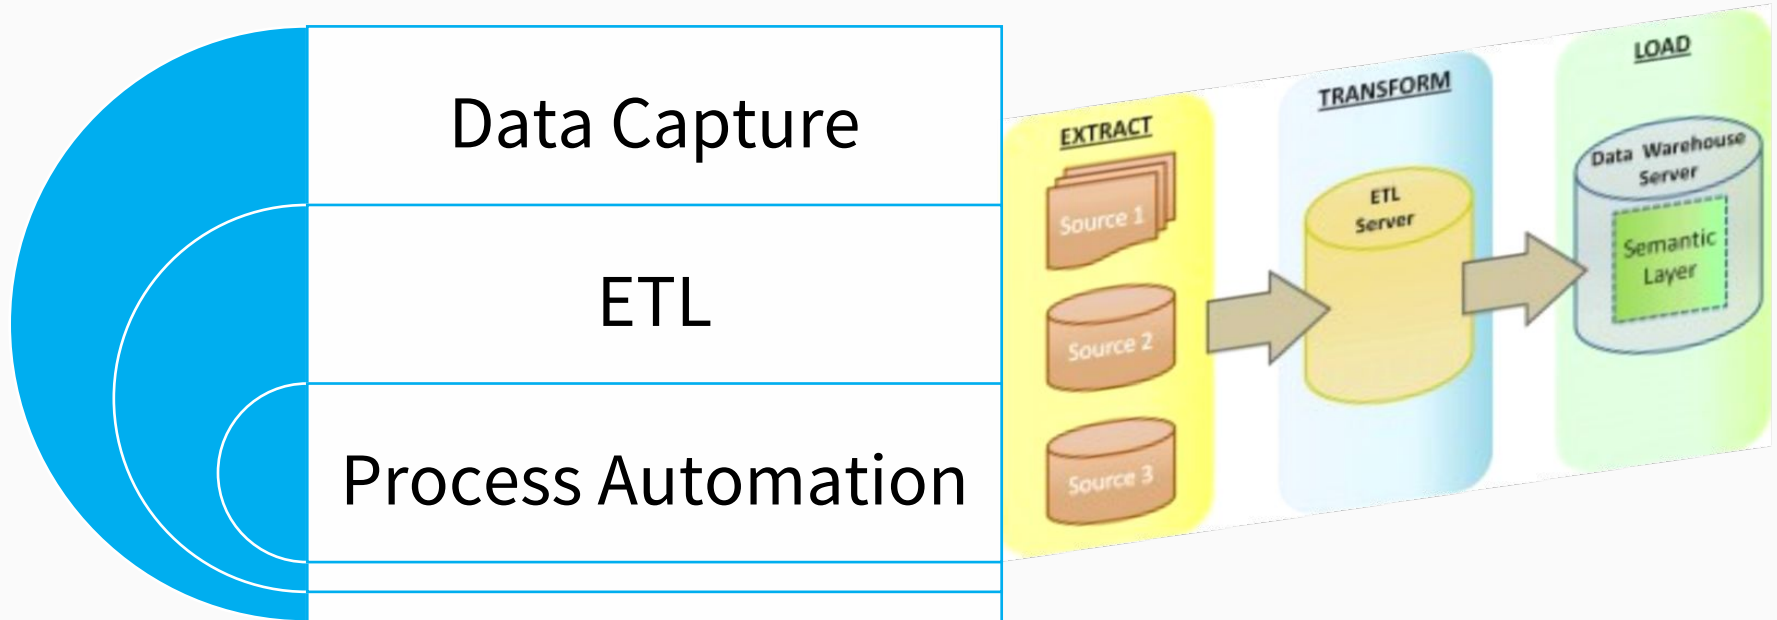 Data Capture
ETL
Process Automation
EXTRACT
Source 1
Source 2
Source 3
TRANSFORM
ETL
Server
LOAD
Data Warehouse
Server
Semantic
Layer